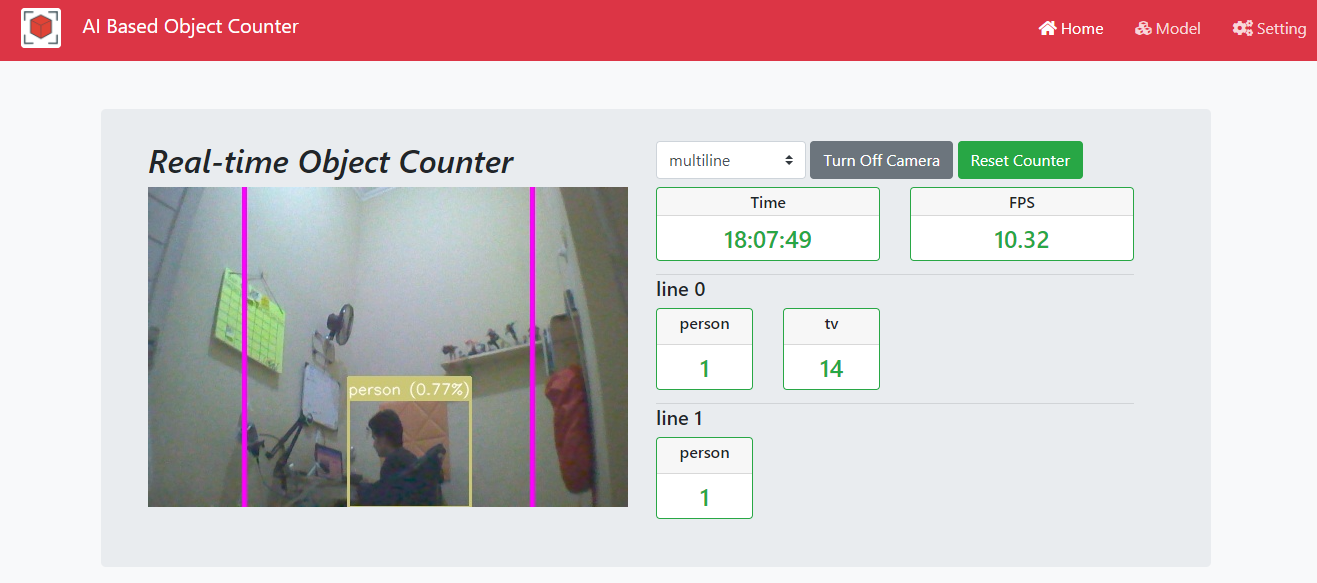 AI Based Object Counter
Home
Model
Setting
Real-time Object Counter
multiline
Turn Off Camera
Reset Counter
Time
FPS
18:07:49
10.32
line 0
person
tv
1
14
person (0.77%)
line 1
person
1